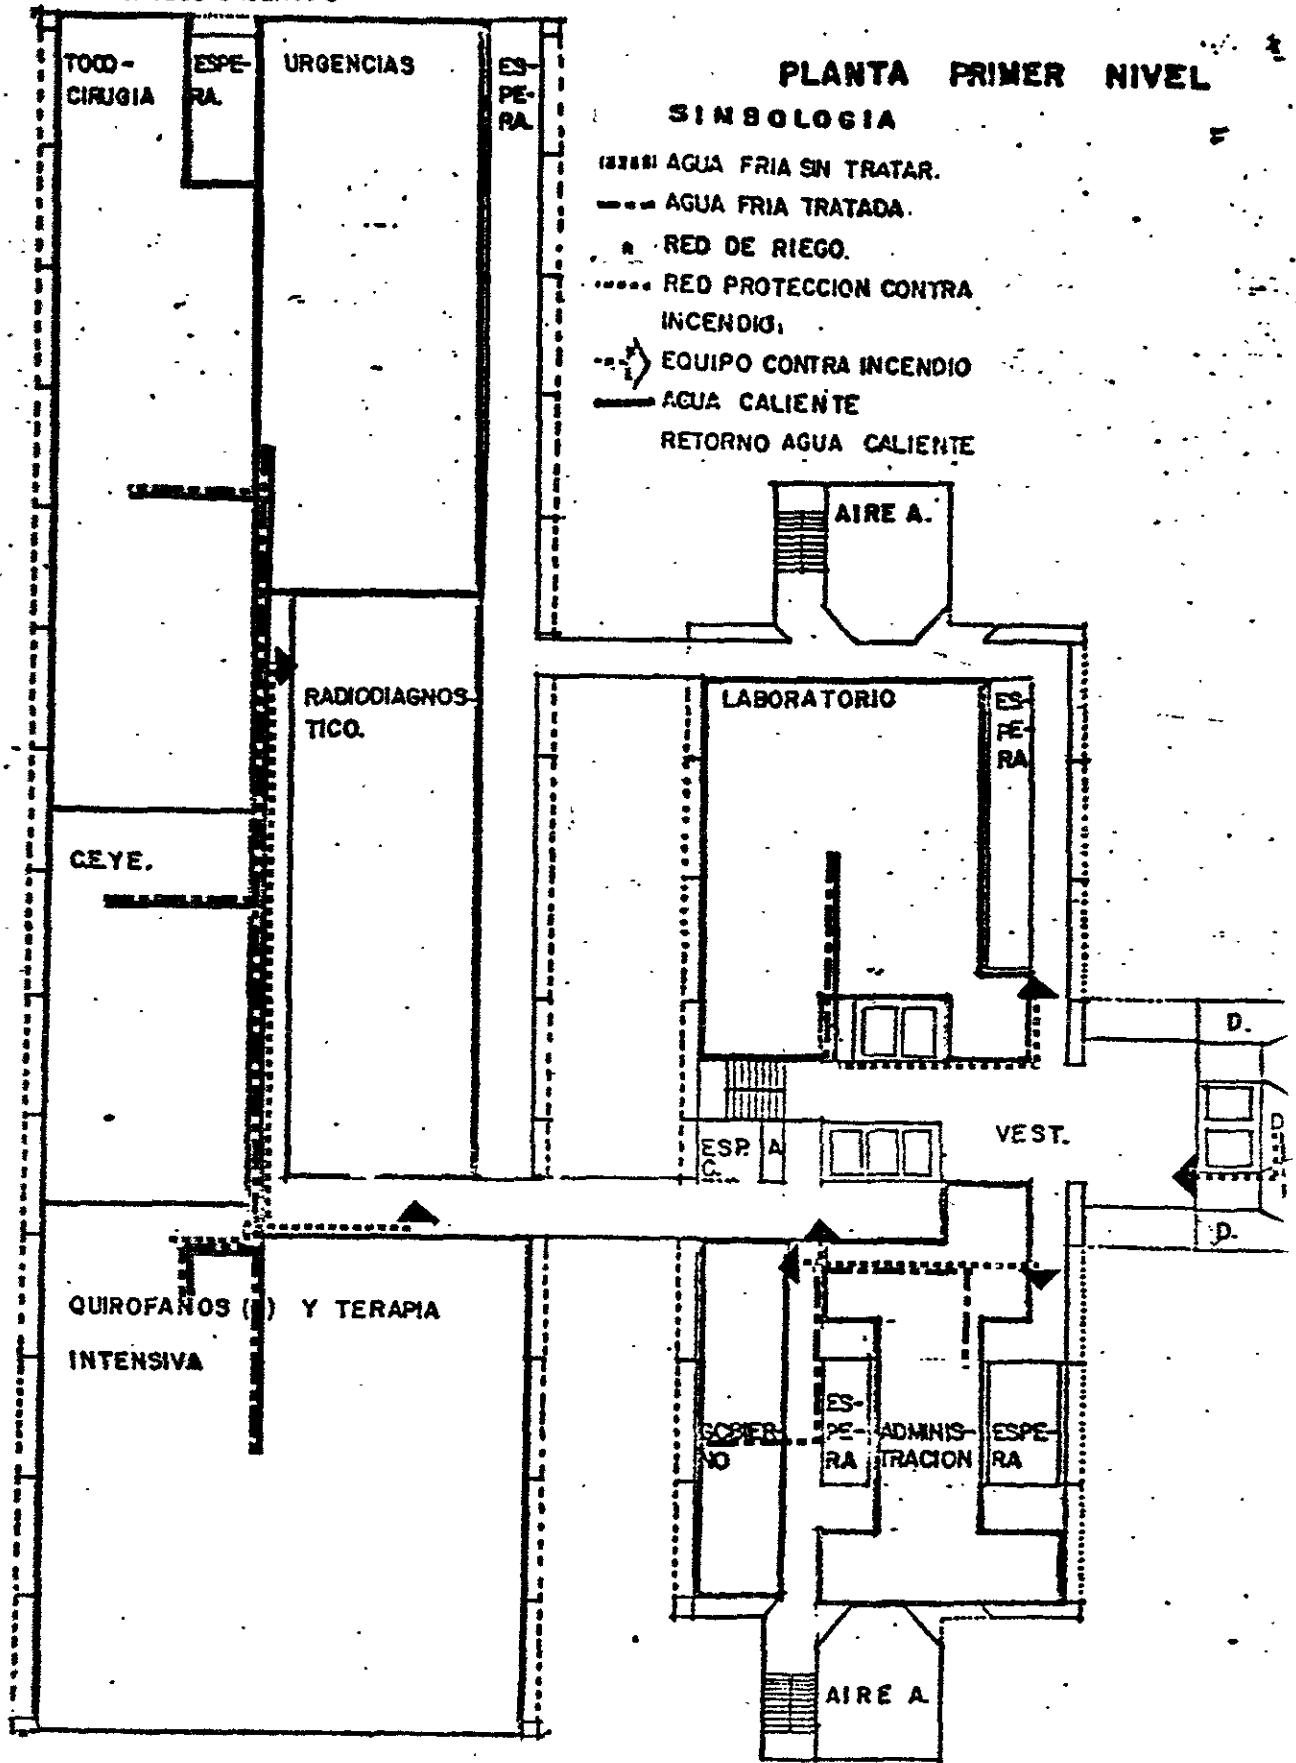 PLANTA PRIMER NIVEL
SIMBOLOGIA
AGUA FRIA SIN TRATAR.
AGUA FRIA TRATADA.
RED DE RIEGO.
RED PROTECCION CONTRA
INCENDIO.
EQUIPO CONTRA INCENDIO
AGUA CALIENTE
RETORNO AGUA CALIENTE
TOCO-
CIRUGIA
ESPE-
RA.
URGENCIAS
ES-
PE-
RA.
AIRE A.
RADIODIAGNOS-
TICO.
LABORATORIO
ES-
PE-
RA
C.E.Y E.
D.
VEST.
D
ESP.
C.
A
D.
QUIROFANOS ( ) Y TERAPIA
INTENSIVA
GOBIER-
NO
ES-
PE-
RA
ADMINIS-
TRACION
ESPE-
RA
AIRE A.